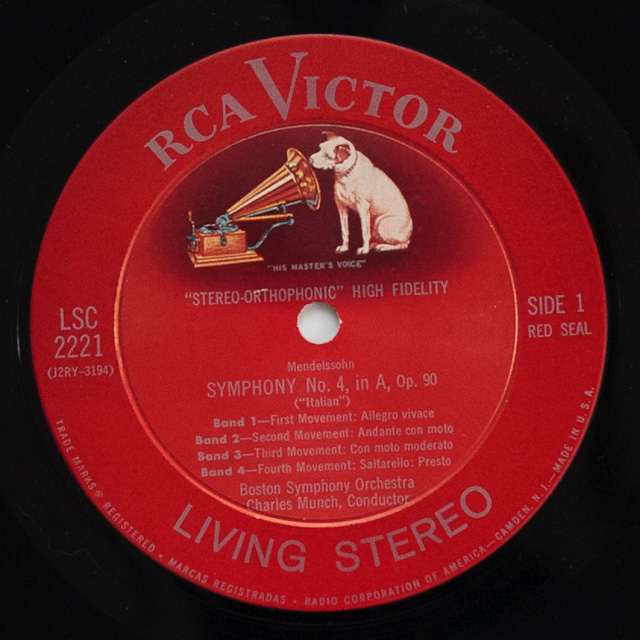 RCA VICTOR
"HIS MASTER'S VOICE"
"STEREO-ORTHOPHONIC" HIGH FIDELITY
LSC
2221
(J2RY-3194)
SIDE 1
RED SEAL
Mendelssohn
SYMPHONY No. 4, in A, Op. 90
("Italian")
Band 1—First Movement: Allegro vivace
Band 2—Second Movement: Andante con moto
Band 3—Third Movement: Con moto moderato
Band 4—Fourth Movement: Saltarello: Presto
Boston Symphony Orchestra
Charles Munch, Conductor
LIVING STEREO
TRADE MARKS® REGISTERED • MARCAS REGISTRADAS • RADIO CORPORATION OF AMERICA—CAMDEN, N.J.—MADE IN U.S.A.